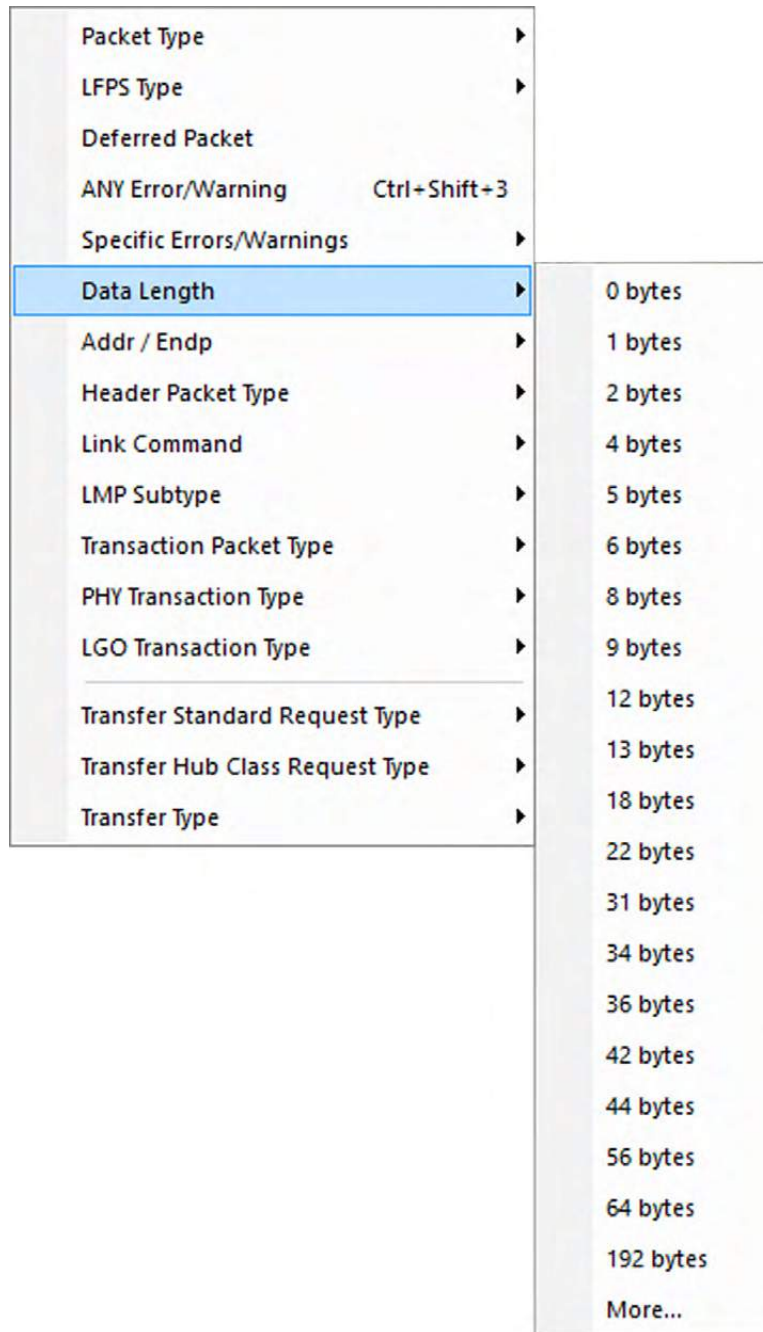 Packet Type
LFPS Type
Deferred Packet
ANY Error/Warning Ctrl+Shift+3
Specific Errors/Warnings
Data Length
Addr / Endp
Header Packet Type
Link Command
LMP Subtype
Transaction Packet Type
PHY Transaction Type
LGO Transaction Type
Transfer Standard Request Type
Transfer Hub Class Request Type
Transfer Type
0 bytes
1 bytes
2 bytes
4 bytes
5 bytes
6 bytes
8 bytes
9 bytes
12 bytes
13 bytes
18 bytes
22 bytes
31 bytes
34 bytes
36 bytes
42 bytes
44 bytes
56 bytes
64 bytes
192 bytes
More...